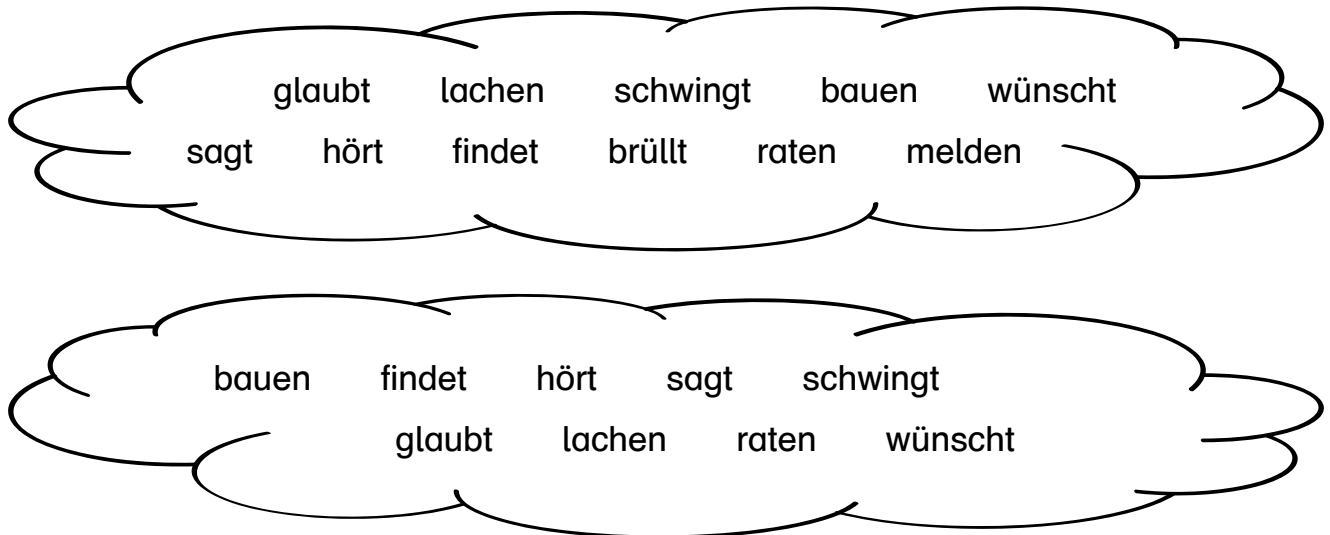 glaubt lachen schwingt bauen wünscht
sagt hört findet brüllt raten melden
bauen findet hört sagt schwingt
glaubt lachen raten wünscht